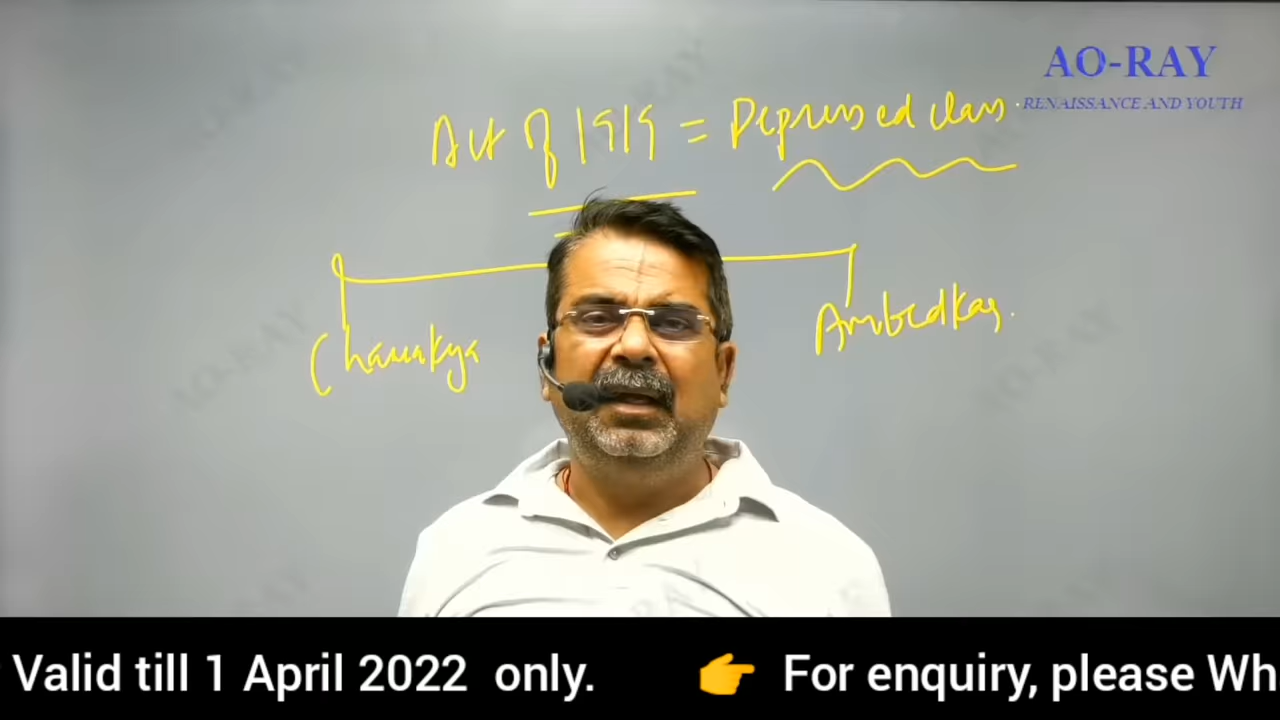 AO-RAY
RENAISSANCE AND YOUTH
Act of 1919 = Depressed class
Chanakya
Ambedkar.
Valid till 1 April 2022 only. 👉 For enquiry, please Wh